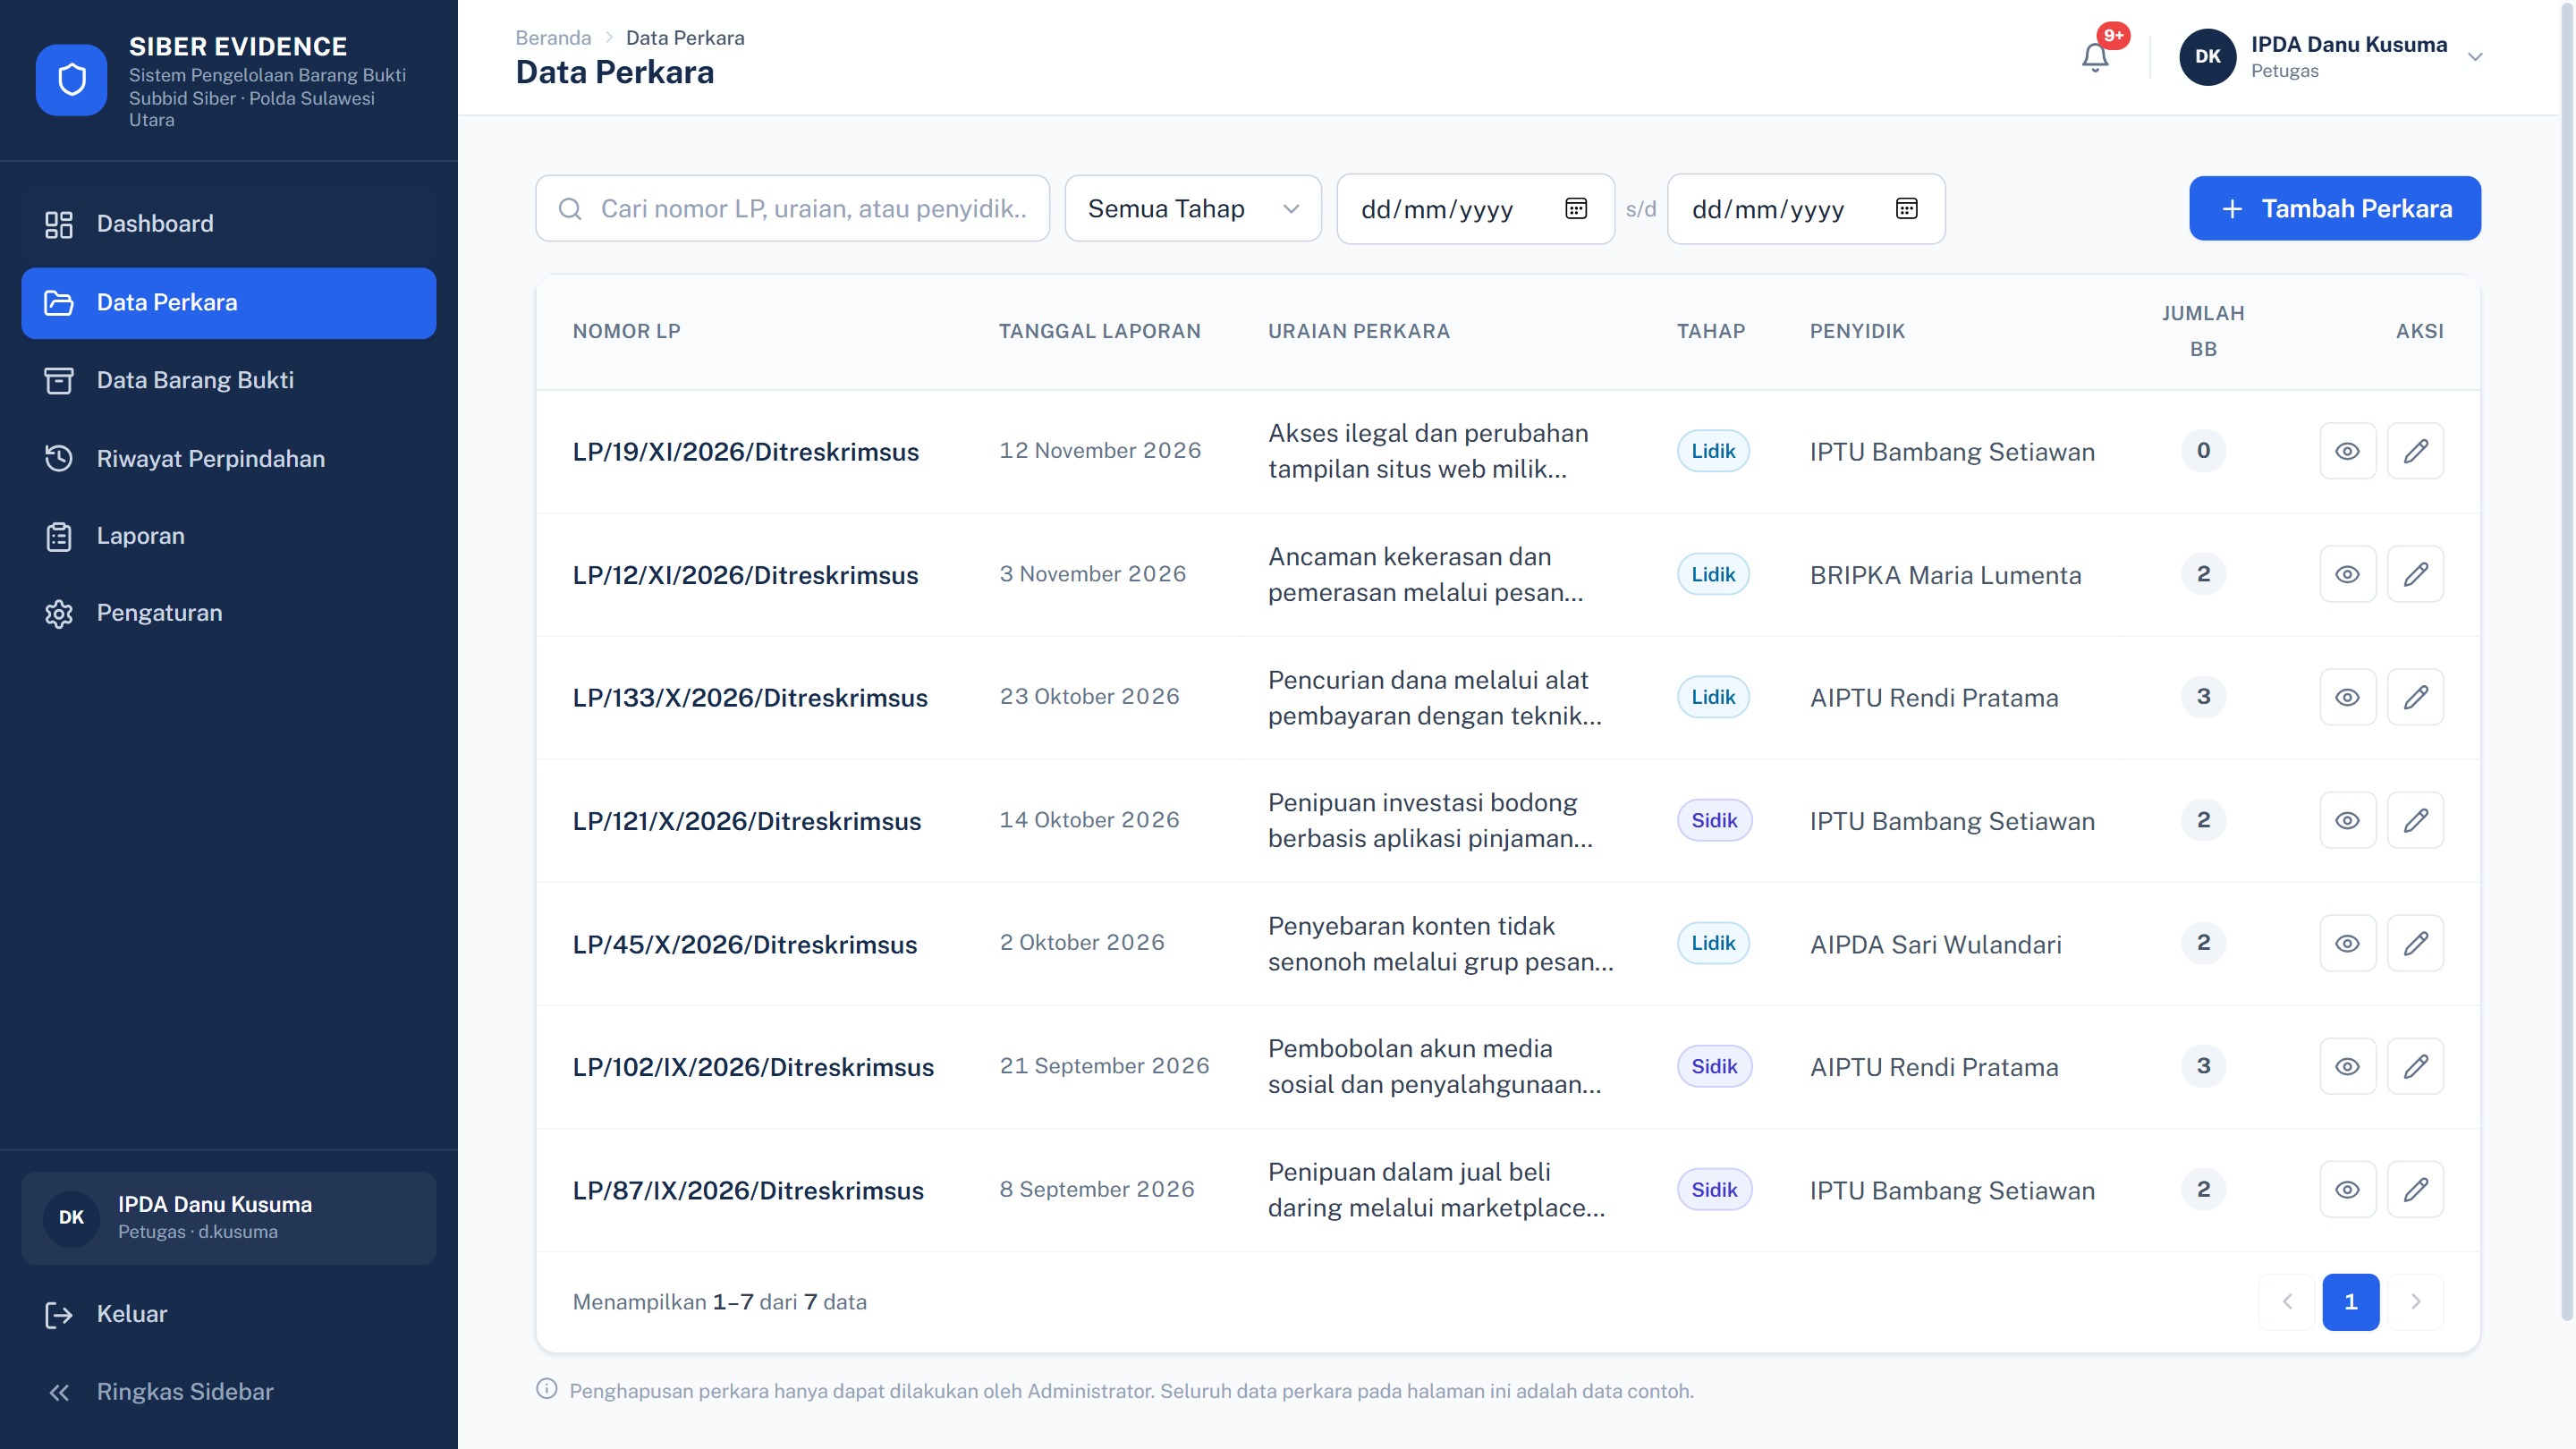 SIBER EVIDENCE
Sistem Pengelolaan Barang Bukti
Subbid Siber · Polda Sulawesi
Utara
Dashboard
Data Perkara
Data Barang Bukti
Riwayat Perpindahan
Laporan
Pengaturan
DK
IPDA Danu Kusuma
Petugas · d.kusuma
Keluar
Ringkas Sidebar
Beranda > Data Perkara
Data Perkara
9+
DK
IPDA Danu Kusuma
Petugas
Cari nomor LP, uraian, atau penyidik..
Semua Tahap
dd/mm/yyyy
s/d
dd/mm/yyyy
+ Tambah Perkara
NOMOR LP TANGGAL LAPORAN URAIAN PERKARA TAHAP PENYIDIK JUMLAH BB AKSI
LP/19/XI/2026/Ditreskrimsus 12 November 2026 Akses ilegal dan perubahan
tampilan situs web milik... Lidik IPTU Bambang Setiawan 0
LP/12/XI/2026/Ditreskrimsus 3 November 2026 Ancaman kekerasan dan
pemerasan melalui pesan... Lidik BRIPKA Maria Lumenta 2
LP/133/X/2026/Ditreskrimsus 23 Oktober 2026 Pencurian dana melalui alat
pembayaran dengan teknik... Lidik AIPTU Rendi Pratama 3
LP/121/X/2026/Ditreskrimsus 14 Oktober 2026 Penipuan investasi bodong
berbasis aplikasi pinjaman... Sidik IPTU Bambang Setiawan 2
LP/45/X/2026/Ditreskrimsus 2 Oktober 2026 Penyebaran konten tidak
senonoh melalui grup pesan... Lidik AIPDA Sari Wulandari 2
LP/102/IX/2026/Ditreskrimsus 21 September 2026 Pembobolan akun media
sosial dan penyalahgunaan... Sidik AIPTU Rendi Pratama 3
LP/87/IX/2026/Ditreskrimsus 8 September 2026 Penipuan dalam jual beli
daring melalui marketplace... Sidik IPTU Bambang Setiawan 2
Menampilkan 1–7 dari 7 data
1
Penghapusan perkara hanya dapat dilakukan oleh Administrator. Seluruh data perkara pada halaman ini adalah data contoh.